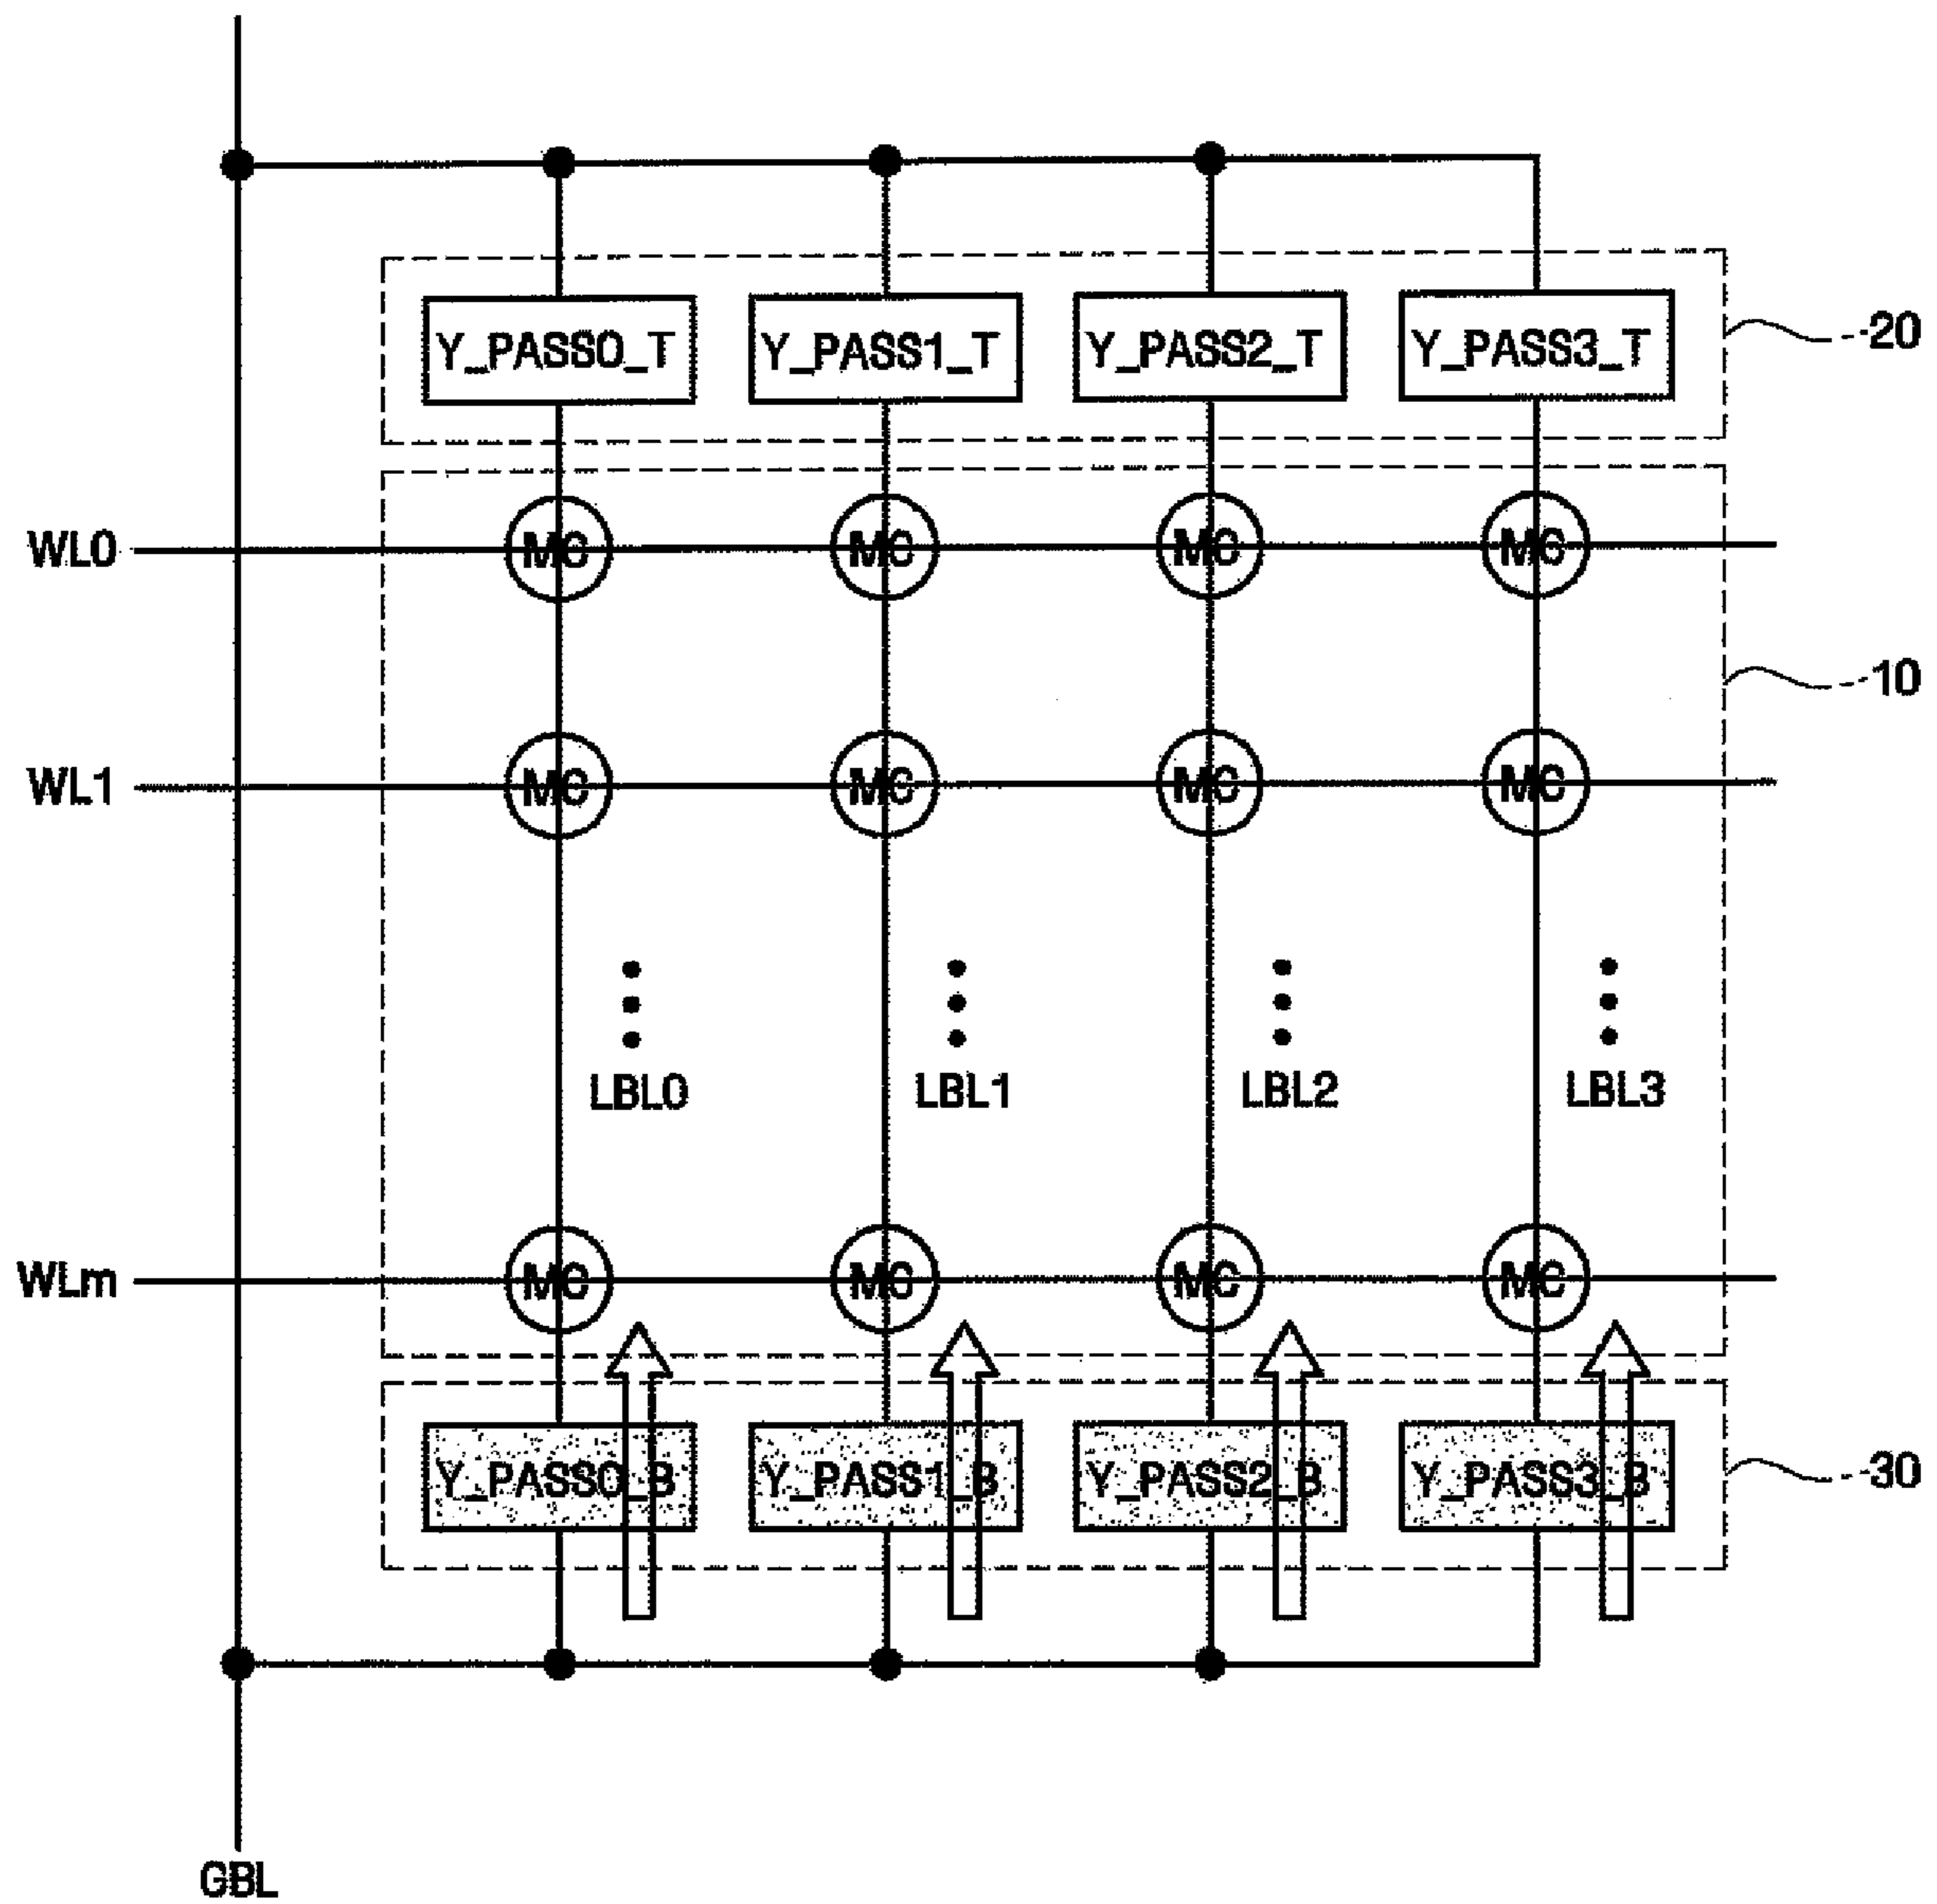 Y_PASS0_T Y_PASS1_T Y_PASS2_T Y_PASS3_T 20
WL0 MC MC MC MC
10
WL1 MC MC MC MC
LBL0 LBL1 LBL2 LBL3
WLm MC MC MC MC
Y_PASS0_B Y_PASS1_B Y_PASS2_B Y_PASS3_B 30
GBL